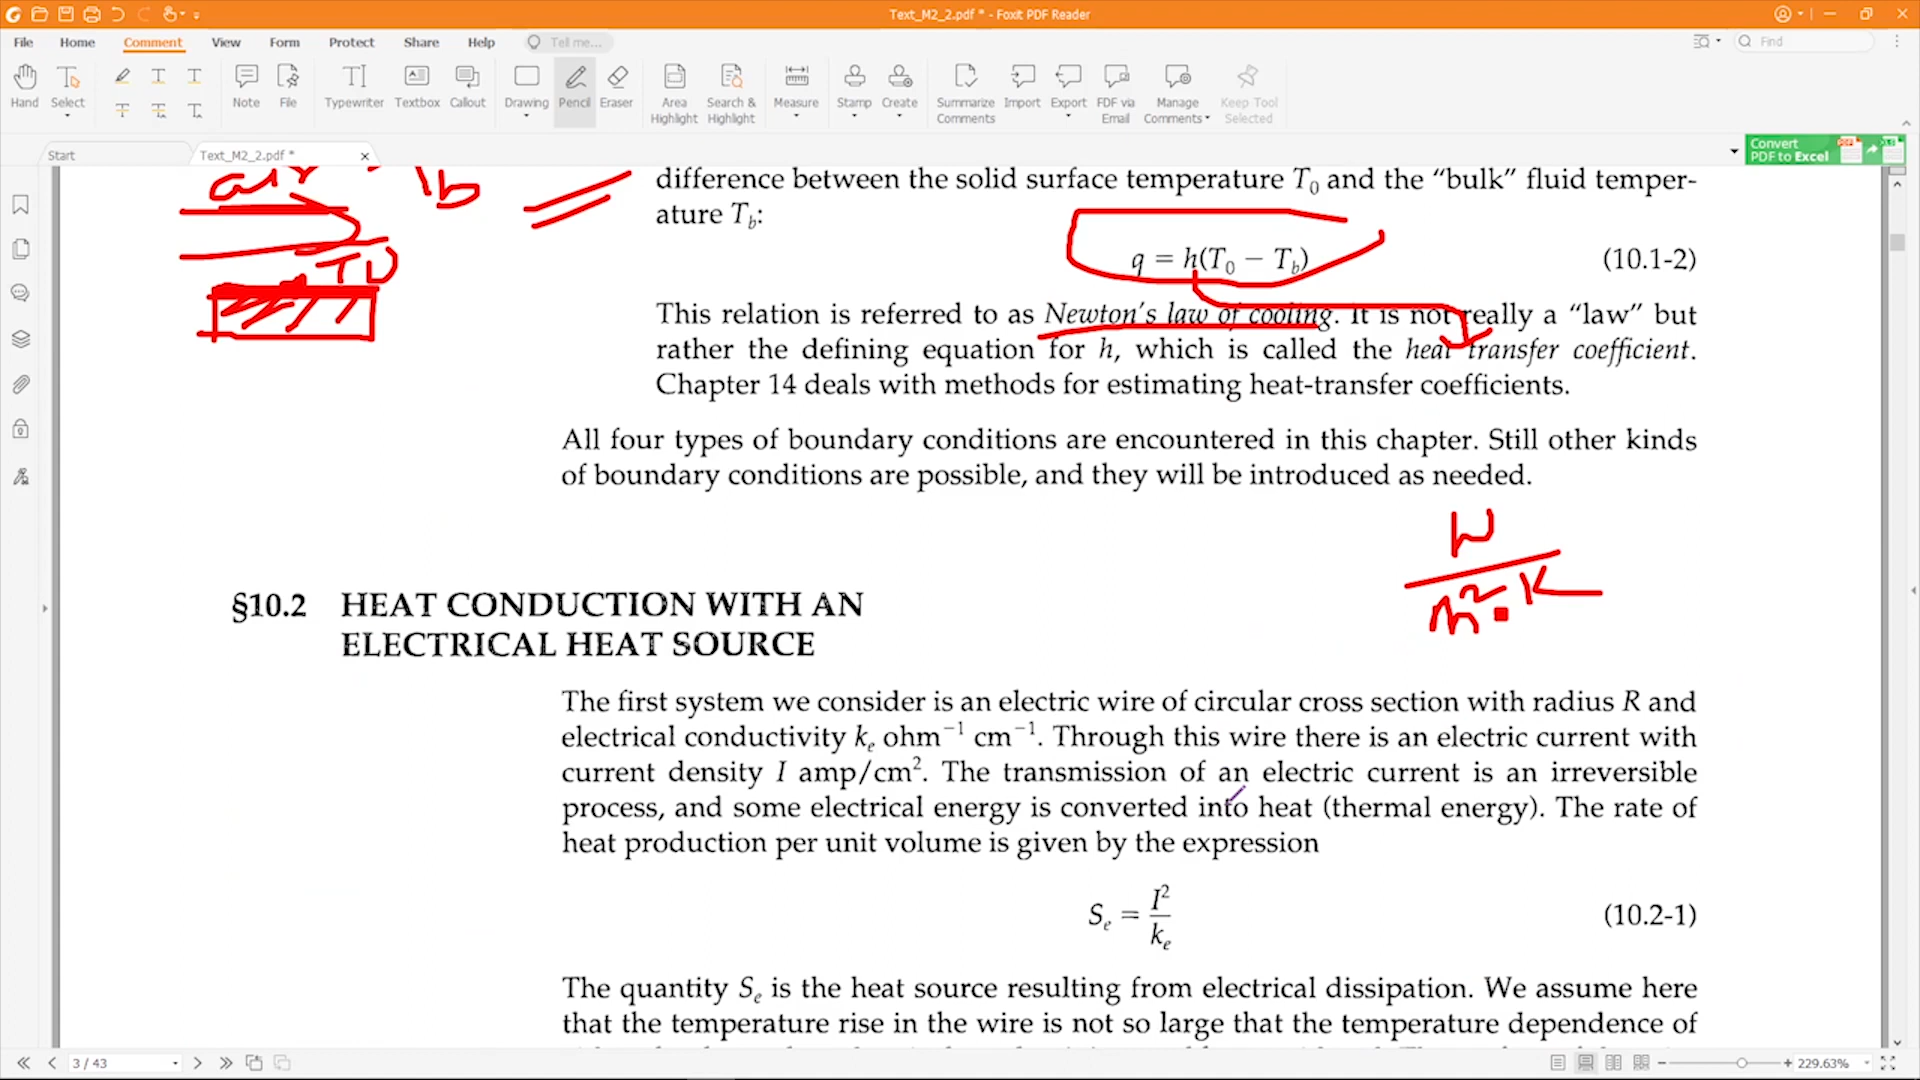 Text_M2_2.pdf * - Foxit PDF Reader
File Home Comment View Form Protect Share Help Tell me... Find
Hand Select Note File Typewriter Textbox Callout Drawing Pencil Eraser Area Highlight Search & Highlight Measure Stamp Create Summarize Comments Import Export FDF via Email Manage Comments Keep Tool Selected
Start Text_M2_2.pdf * Convert PDF to Excel
air Tb
T0
difference between the solid surface temperature T₀ and the “bulk” fluid temper-
ature T_b:
q = h(T₀ − T_b) (10.1-2)
This relation is referred to as Newton’s law of cooling. It is not really a “law” but
rather the defining equation for h, which is called the heat transfer coefficient.
Chapter 14 deals with methods for estimating heat-transfer coefficients.
All four types of boundary conditions are encountered in this chapter. Still other kinds
of boundary conditions are possible, and they will be introduced as needed.
W
m²·K
§10.2 HEAT CONDUCTION WITH AN
ELECTRICAL HEAT SOURCE
The first system we consider is an electric wire of circular cross section with radius R and
electrical conductivity k_e ohm⁻¹ cm⁻¹. Through this wire there is an electric current with
current density I amp/cm². The transmission of an electric current is an irreversible
process, and some electrical energy is converted into heat (thermal energy). The rate of
heat production per unit volume is given by the expression
S_e = I²/k_e (10.2-1)
The quantity S_e is the heat source resulting from electrical dissipation. We assume here
that the temperature rise in the wire is not so large that the temperature dependence of
3 / 43 229.63%